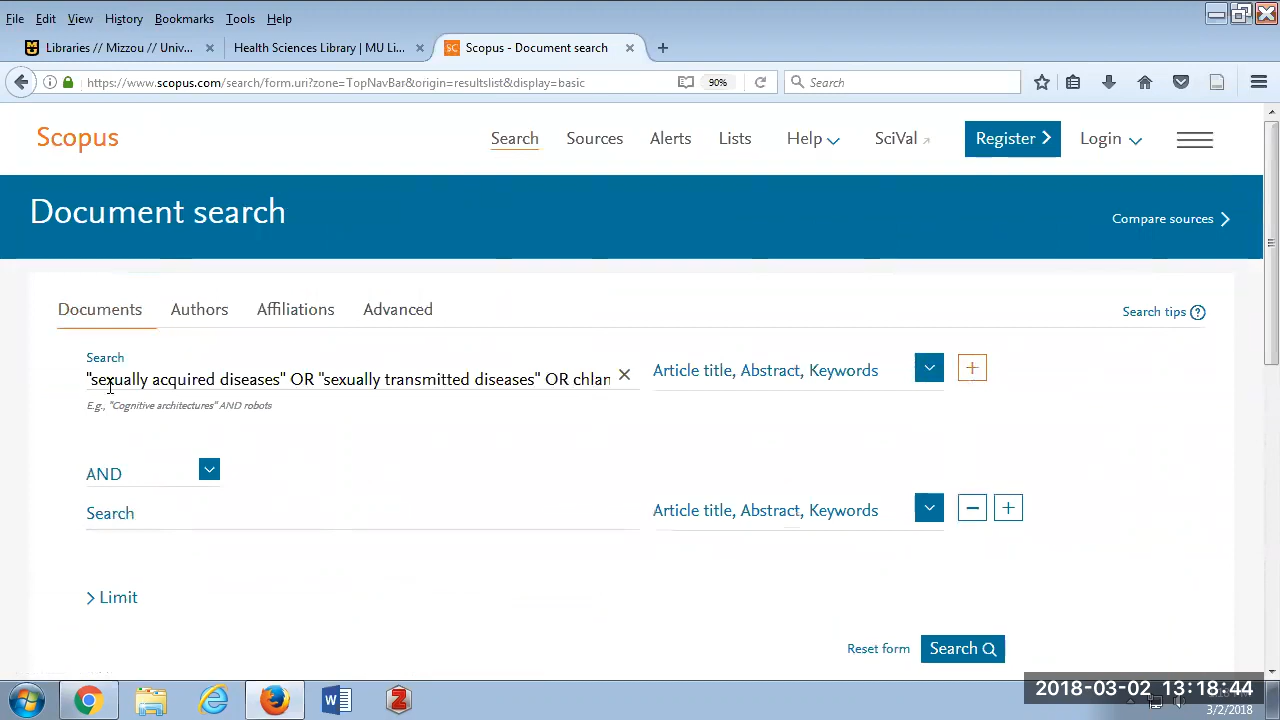 File Edit View History Bookmarks Tools Help
Libraries // Mizzou // Univ... × Health Sciences Library | MU Li... × SC Scopus - Document search × +
https://www.scopus.com/search/form.uri?zone=TopNavBar&origin=resultslist&display=basic 90% Search
Scopus Search Sources Alerts Lists Help SciVal Register Login
Document search
Compare sources
Documents Authors Affiliations Advanced Search tips ?
Search
"sexually acquired diseases" OR "sexually transmitted diseases" OR chlan Article title, Abstract, Keywords
E.g., "Cognitive architectures" AND robots
AND
Search Article title, Abstract, Keywords
Limit
Reset form Search
2018-03-02 13:18:44
3/2/2018